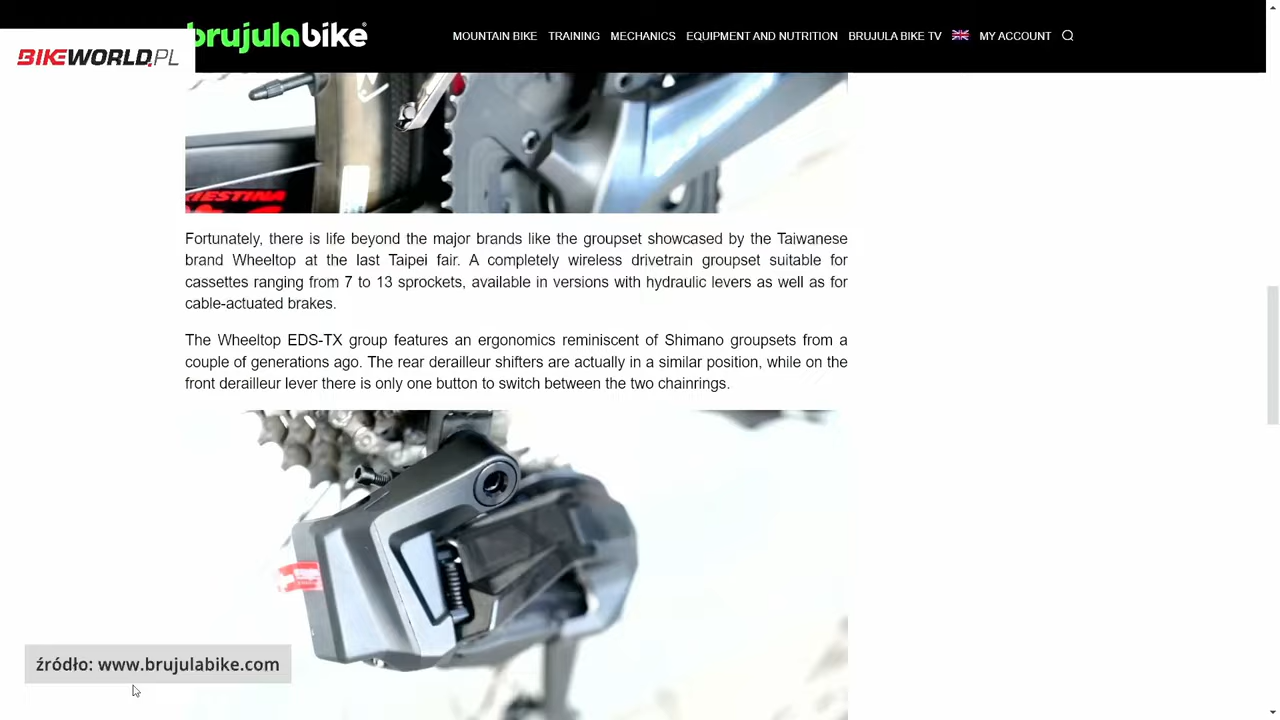 brujulabike
MOUNTAIN BIKE TRAINING MECHANICS EQUIPMENT AND NUTRITION BRUJULA BIKE TV MY ACCOUNT
BIKEWORLD.PL
Fortunately, there is life beyond the major brands like the groupset showcased by the Taiwanese
brand Wheeltop at the last Taipei fair. A completely wireless drivetrain groupset suitable for
cassettes ranging from 7 to 13 sprockets, available in versions with hydraulic levers as well as for
cable-actuated brakes.
The Wheeltop EDS-TX group features an ergonomics reminiscent of Shimano groupsets from a
couple of generations ago. The rear derailleur shifters are actually in a similar position, while on the
front derailleur lever there is only one button to switch between the two chainrings.
źródło: www.brujulabike.com